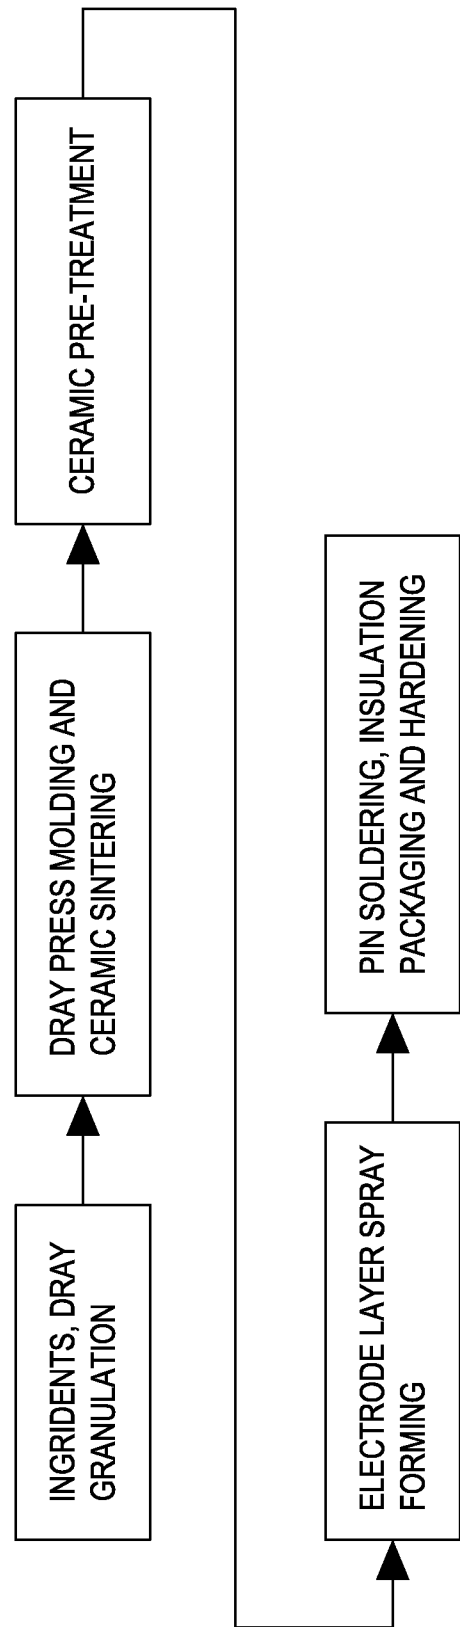 INGRIDENTS, DRAY
GRANULATION
DRAY PRESS MOLDING AND
CERAMIC SINTERING
CERAMIC PRE-TREATMENT
ELECTRODE LAYER SPRAY
FORMING
PIN SOLDERING, INSULATION
PACKAGING AND HARDENING